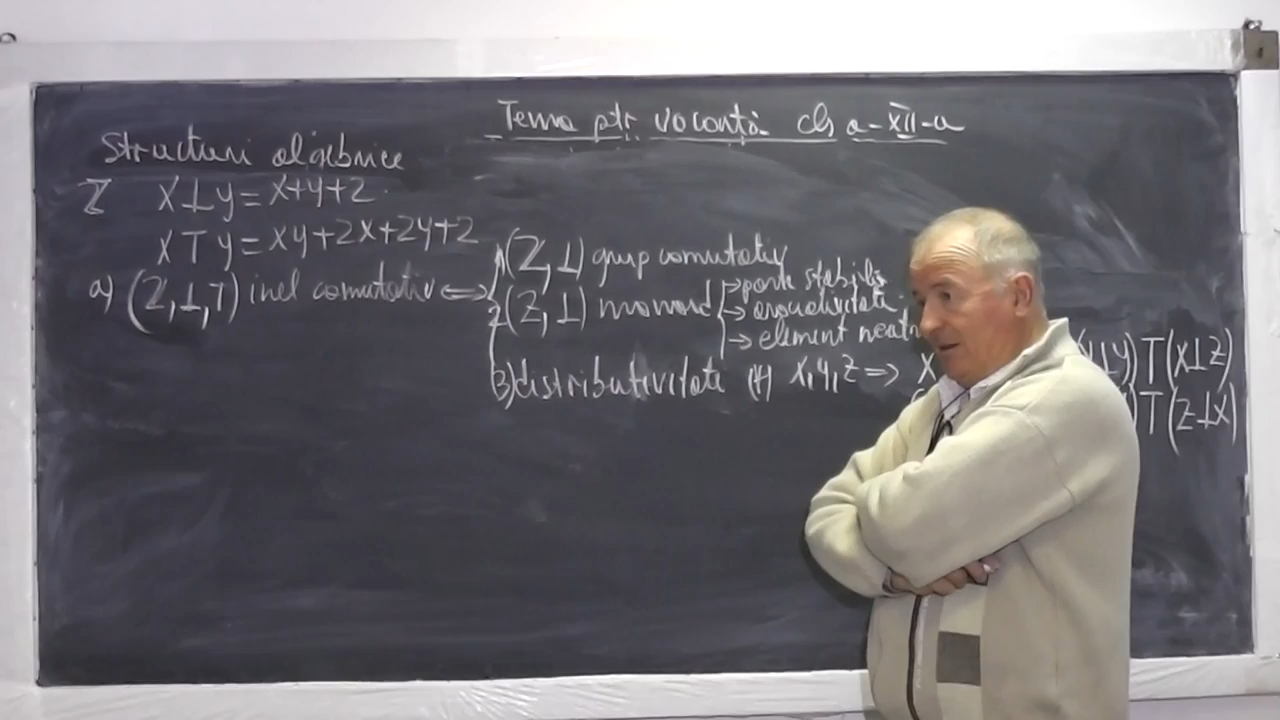 Tema ptr vacanță cls a-XII-a
Structuri algebrice
ℤ x⊥y=x+y+2
x⊤y=xy+2x+2y+2
a) (ℤ,⊥,⊤) inel comutativ ⟺
1(ℤ,⊥) grup comutativ
2(ℤ,⊥) monoid
→ parte stabilă
→ asociativitate
→ element neutru
3)distributivitate (∀) x,y,z ⟹ x ⊥y)⊤(x⊥z)
)⊤(z⊥x)